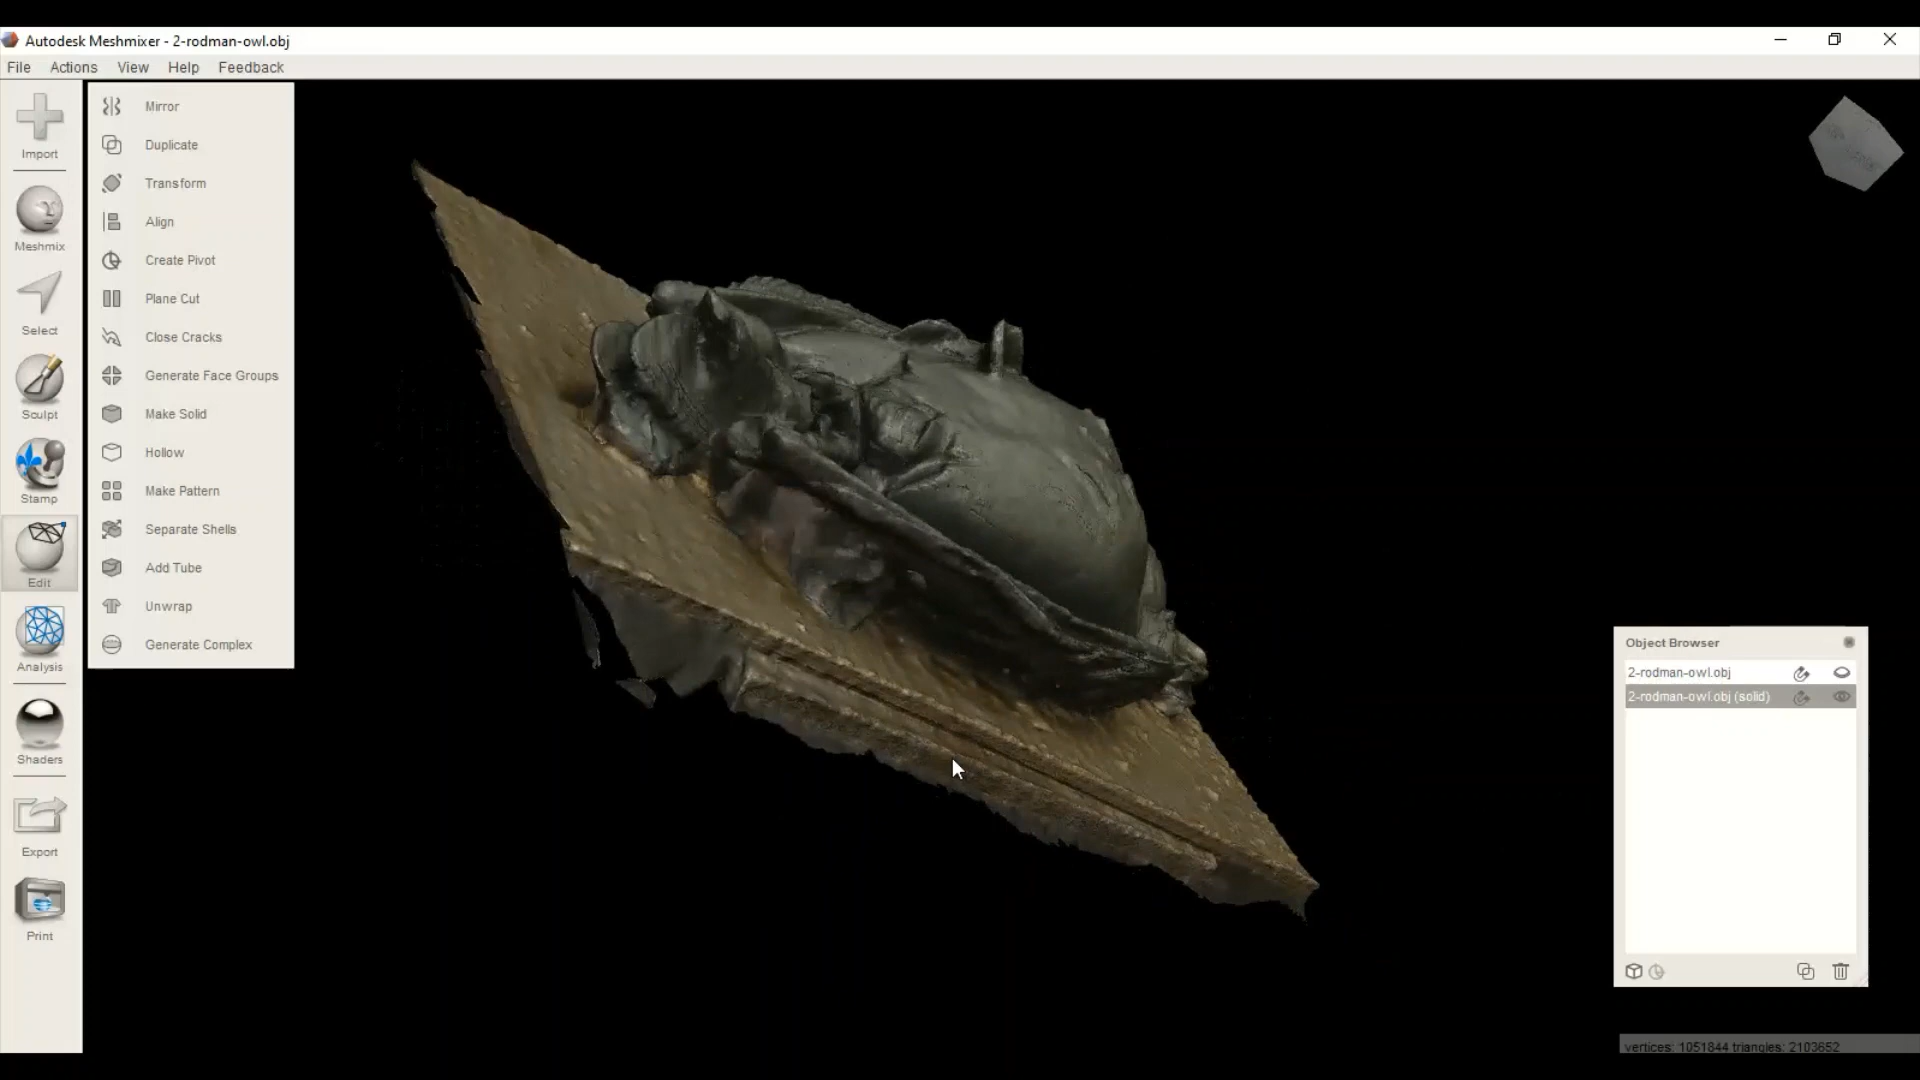 Autodesk Meshmixer - 2-rodman-owl.obj
File Actions View Help Feedback
Import
Meshmix
Select
Sculpt
Stamp
Edit
Analysis
Shaders
Export
Print
Mirror
Duplicate
Transform
Align
Create Pivot
Plane Cut
Close Cracks
Generate Face Groups
Make Solid
Hollow
Make Pattern
Separate Shells
Add Tube
Unwrap
Generate Complex
Object Browser
2-rodman-owl.obj
2-rodman-owl.obj (solid)
vertices: 1051844 triangles: 2103652